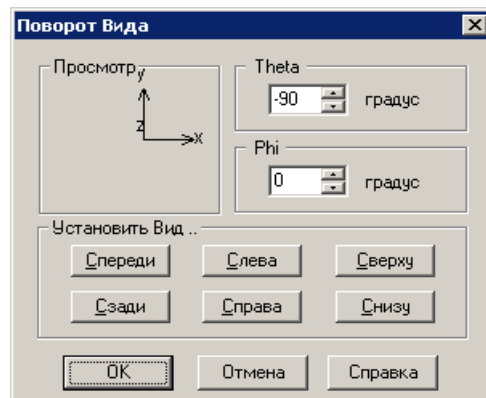 Поворот Вида
Просмотр
y
z
x
Theta
-90 градус
Phi
0 градус
Установить Вид ..
Спереди Слева Сверху
Сзади Справа Снизу
OK Отмена Справка